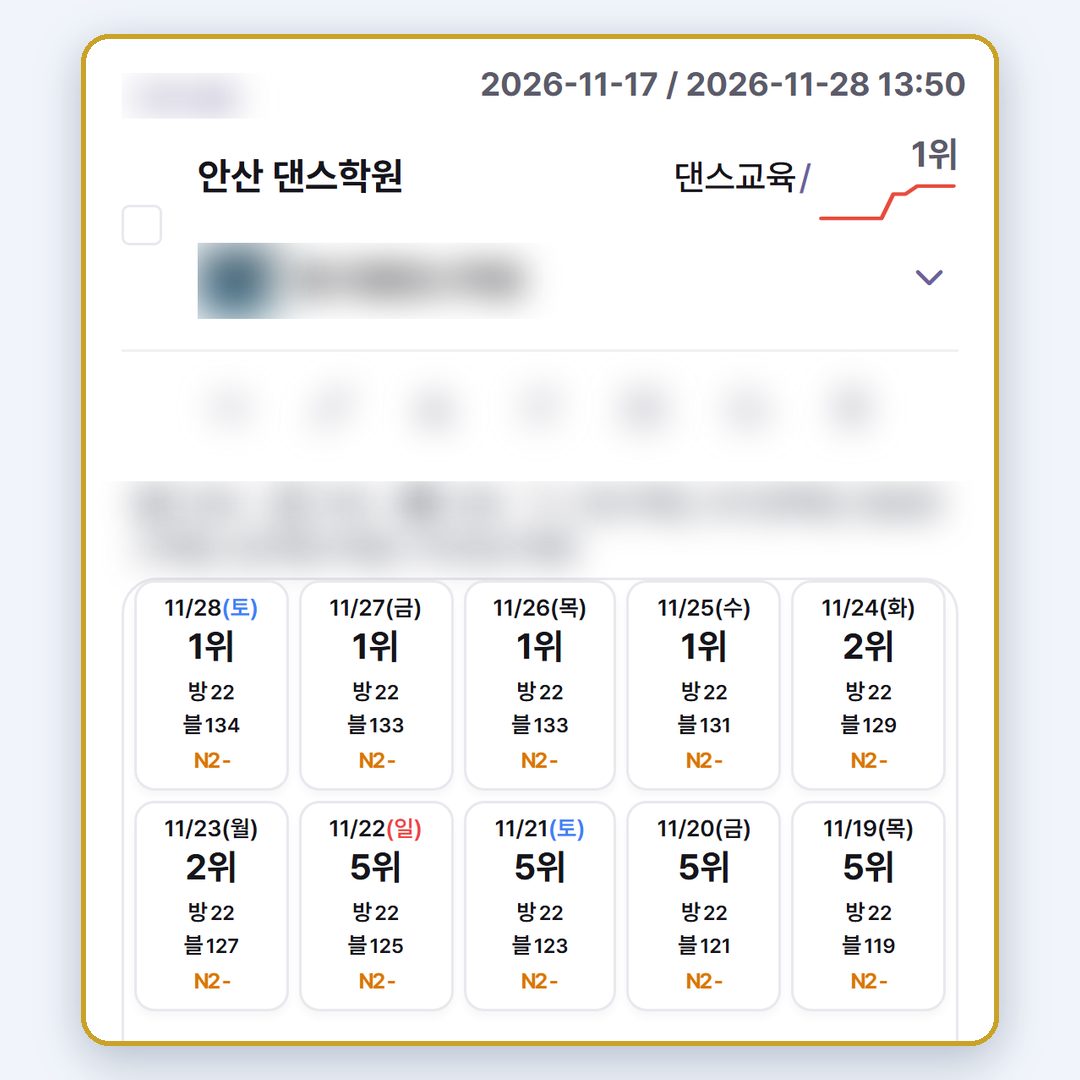 2026-11-17 / 2026-11-28 13:50
안산 댄스학원
댄스교육/
1위
11/28(토) 11/27(금) 11/26(목) 11/25(수) 11/24(화)
1위 1위 1위 1위 2위
방22 방22 방22 방22 방22
블134 블133 블133 블131 블129
N2- N2- N2- N2- N2-
11/23(월) 11/22(일) 11/21(토) 11/20(금) 11/19(목)
2위 5위 5위 5위 5위
방22 방22 방22 방22 방22
블127 블125 블123 블121 블119
N2- N2- N2- N2- N2-